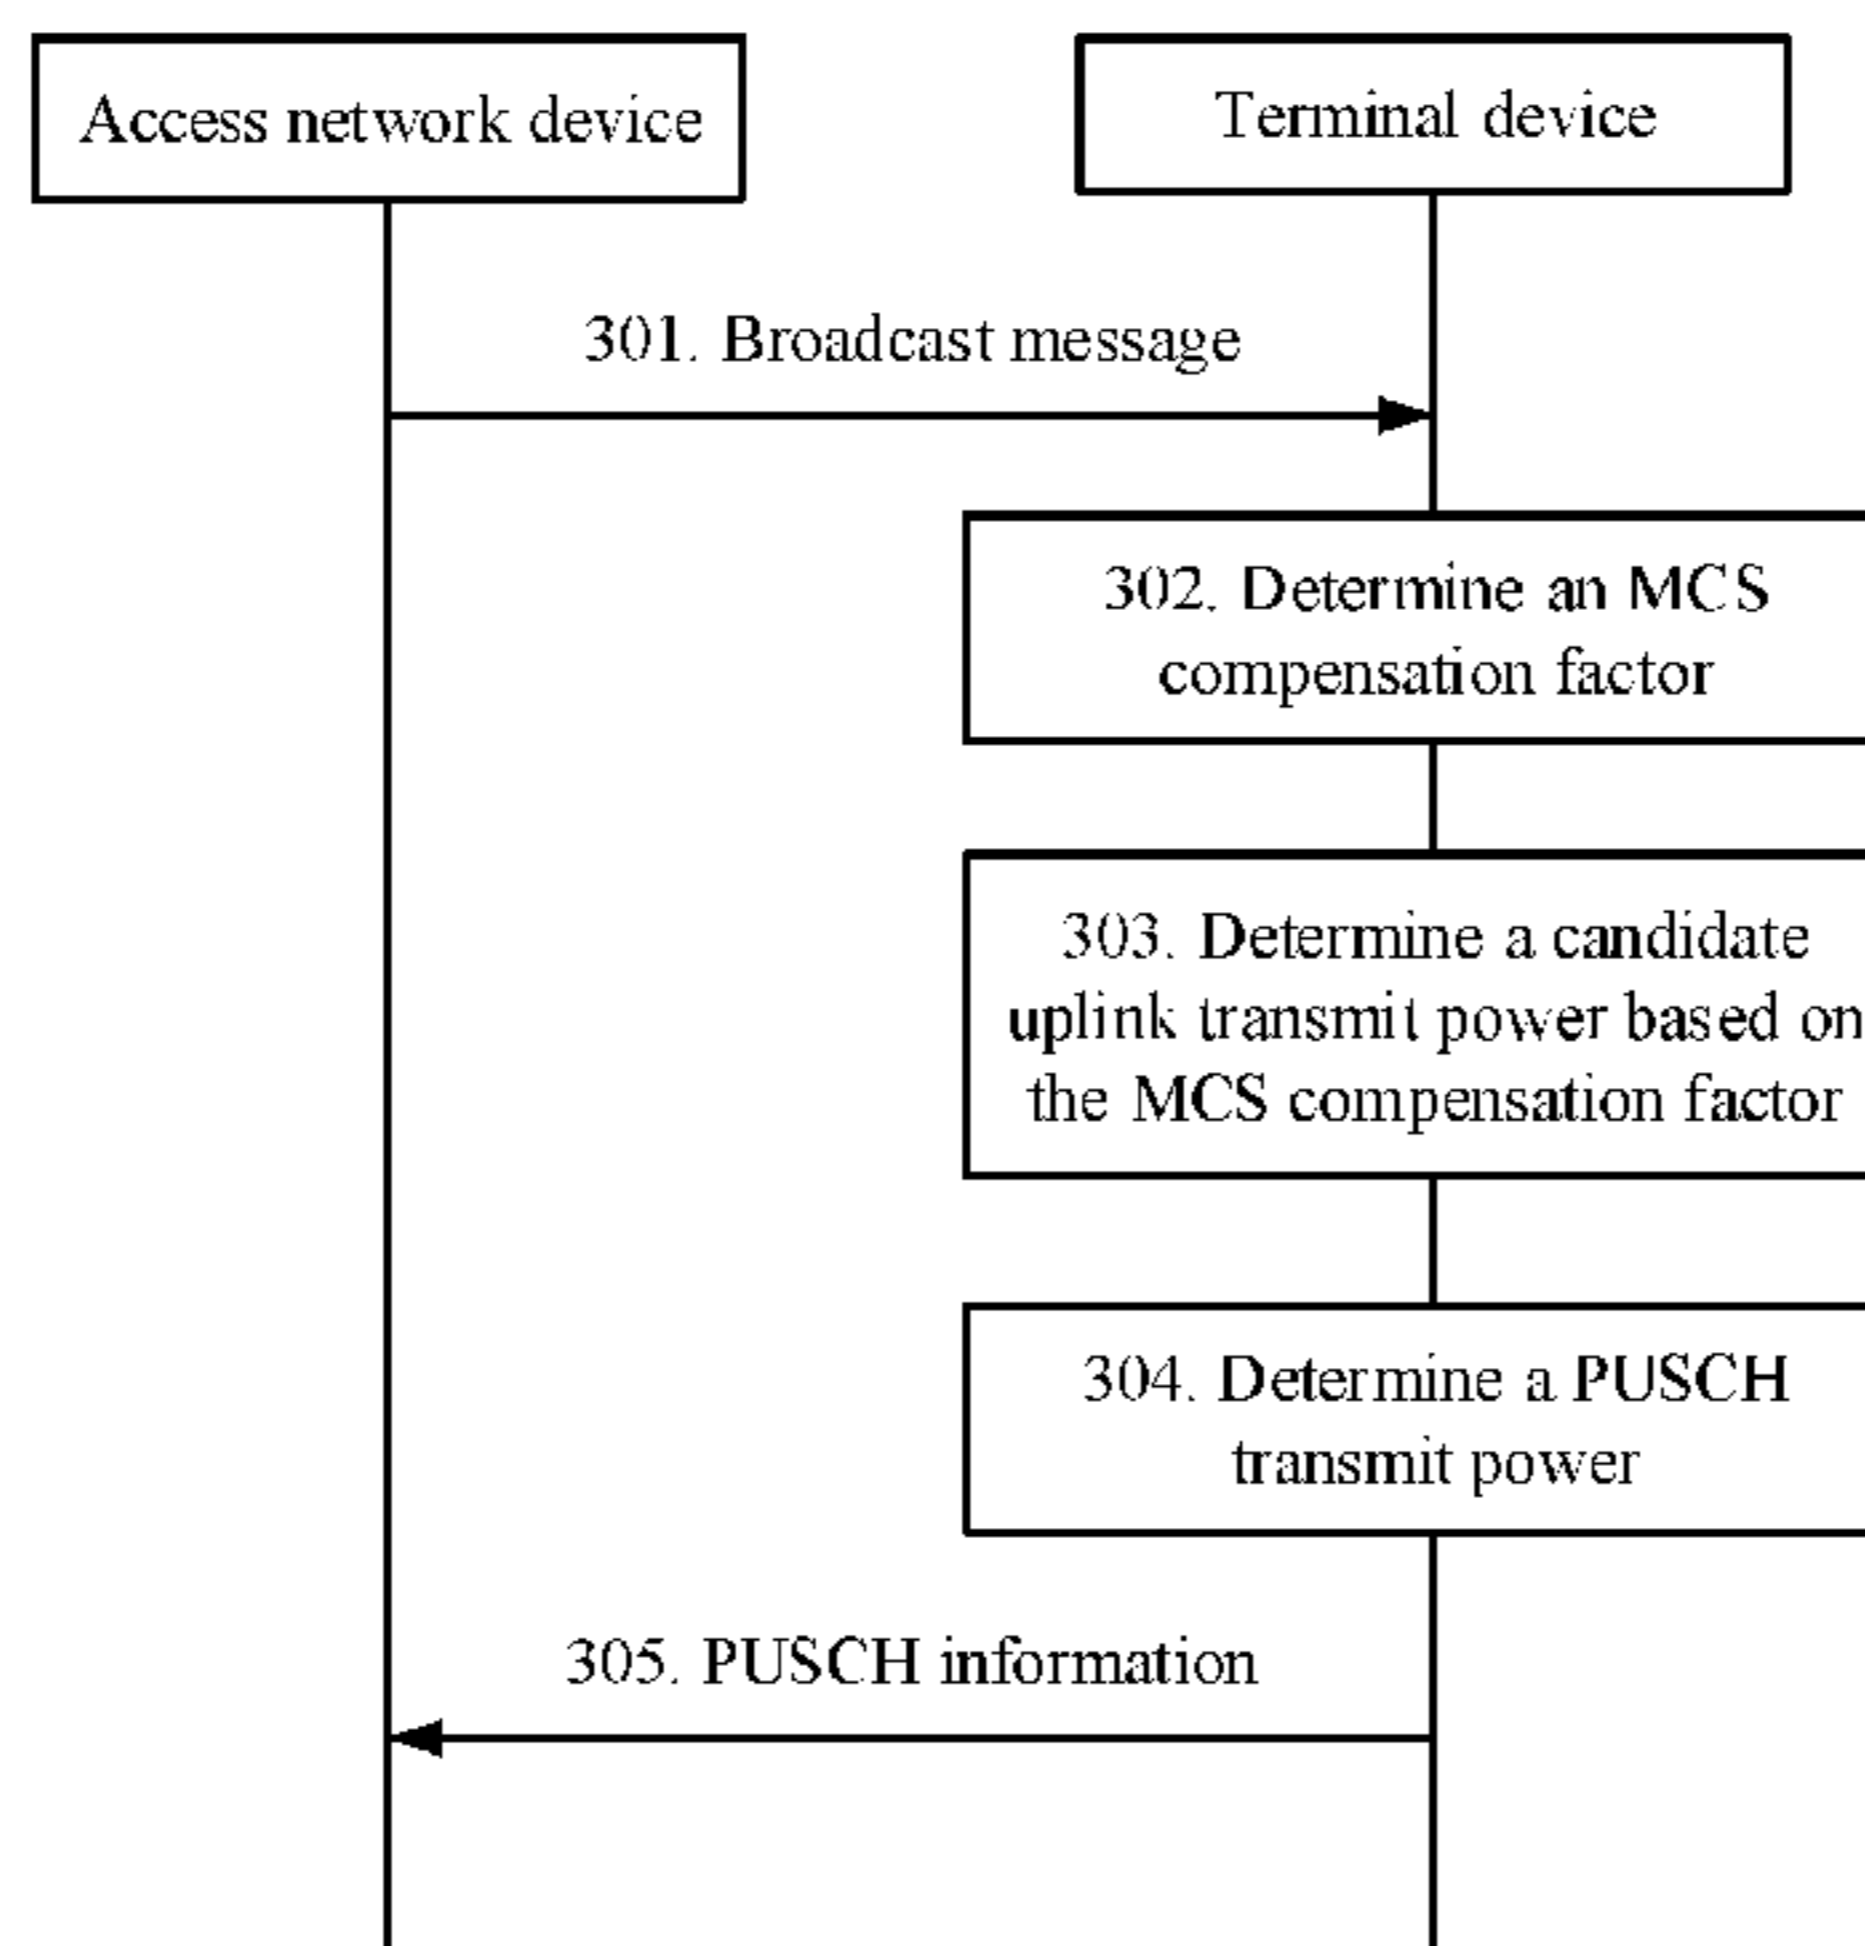 Access network device
Terminal device
301. Broadcast message
302. Determine an MCS
compensation factor
303. Determine a candidate
uplink transmit power based on
the MCS compensation factor
304. Determine a PUSCH
transmit power
305. PUSCH information